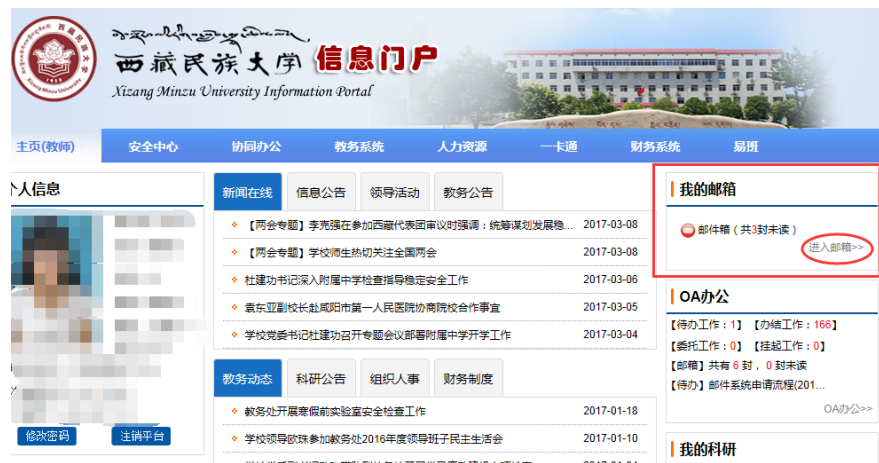 西藏民族大学 信息门户
Xizang Minzu University Information Portal
主页(教师) 安全中心 协同办公 教务系统 人力资源 一卡通 财务系统 易班
个人信息
修改密码 注销平台
新闻在线 信息公告 领导活动 教务公告
【两会专题】李克强在参加西藏代表团审议时强调：统筹谋划发展稳... 2017-03-08
【两会专题】学校师生热切关注全国两会 2017-03-08
杜建功书记深入附属中学检查指导稳定安全工作 2017-03-06
袁东亚副校长赴咸阳市第一人民医院协商院校合作事宜 2017-03-05
学校党委书记杜建功召开专题会议部署附属中学开学工作 2017-03-04
教务动态 科研公告 组织人事 财务制度
教务处开展寒假前实验室安全检查工作 2017-01-18
学校领导欧珠参加教务处2016年度领导班子民主生活会 2017-01-10
我的邮箱
邮件箱（共3封未读）
进入邮箱>>
OA办公
【待办工作：1】【办结工作：166】
【委托工作：0】【挂起工作：0】
【邮箱】共有 6 封， 0 封未读
【待办】邮件系统申请流程(201...
OA办公>>
我的科研